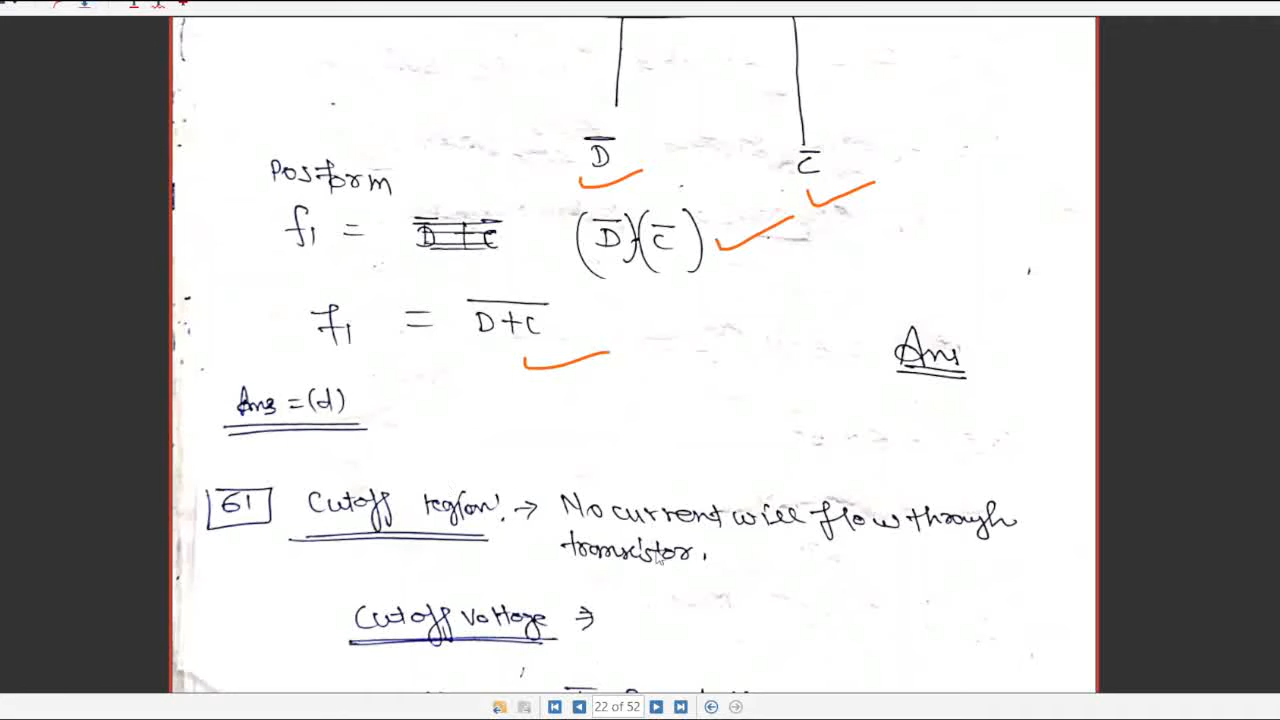 D̅
C̅
POS form
f₁ = (D̅)·(C̅)
f₁ = \overline{D+C}
Ans
Ans = (d)
61 Cutoff region: → No current will flow through
transistor.
Cutoff voltage ⇒
22 of 52